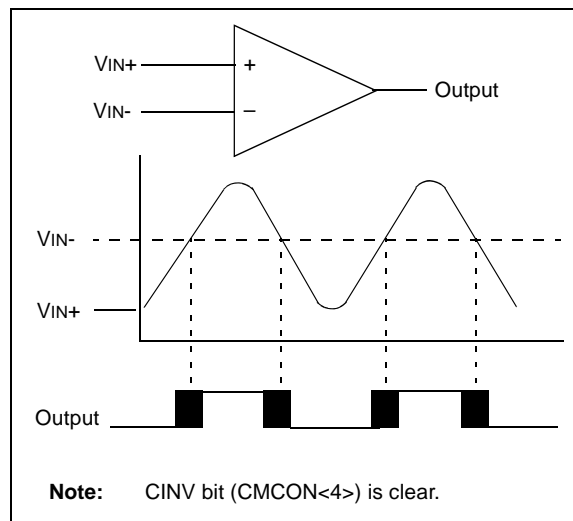 VIN+
+
Output
VIN-
–
VIN-
VIN+
Output
Note: CINV bit (CMCON<4>) is clear.